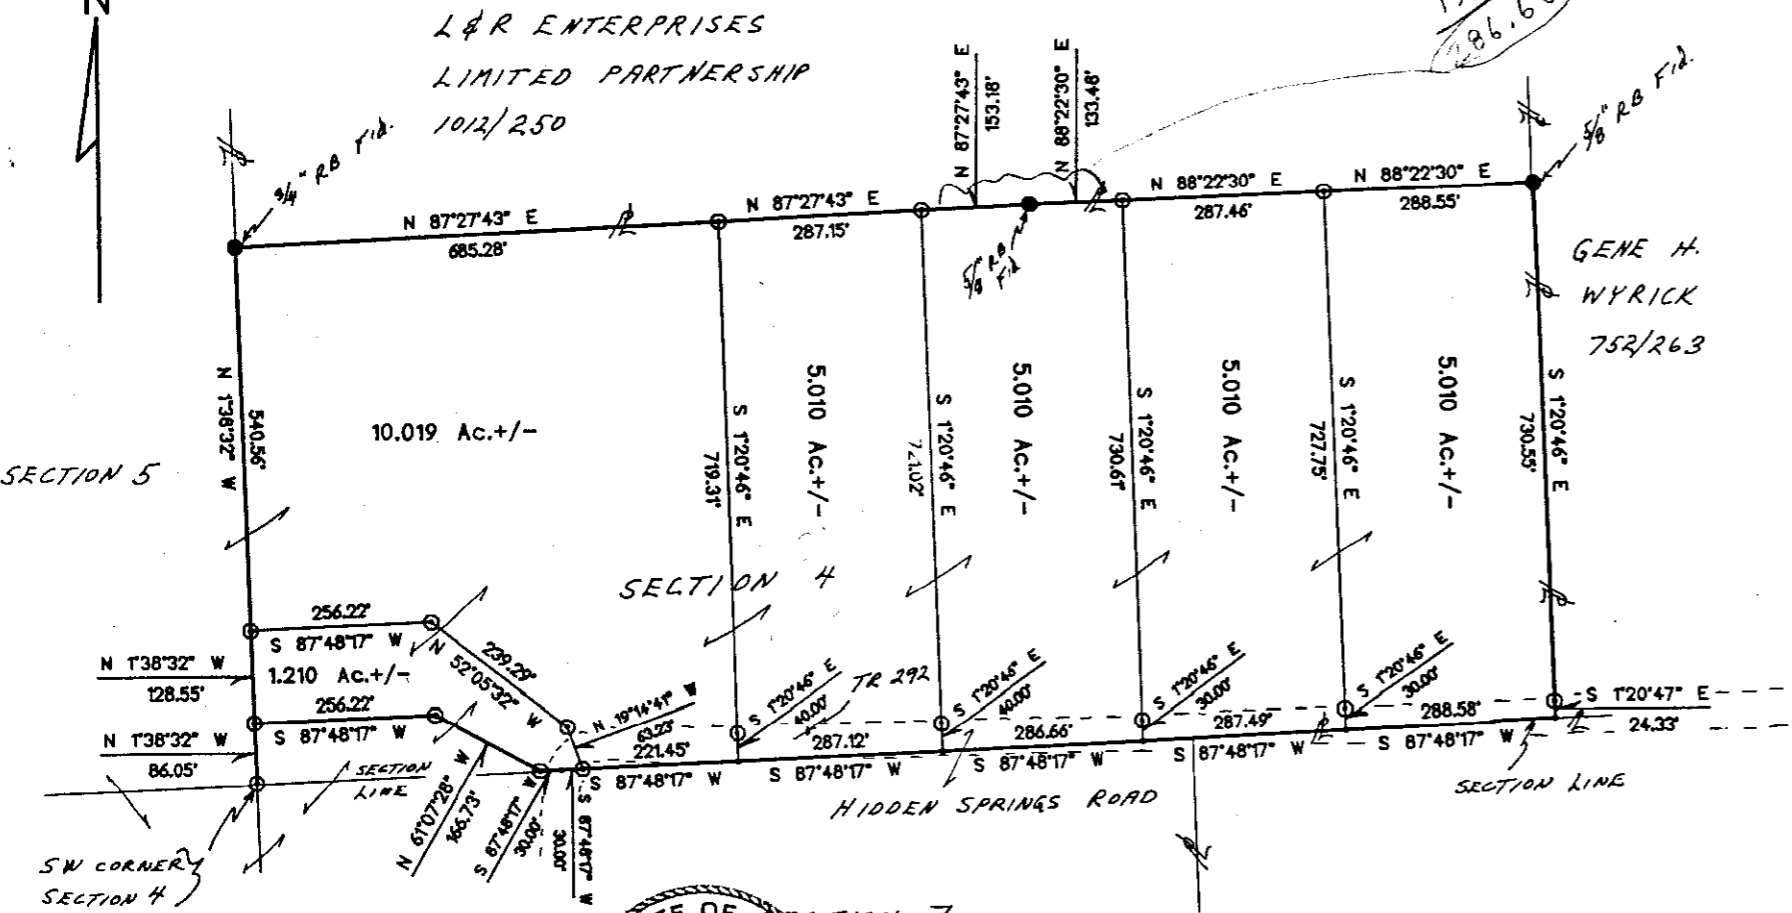 N
L & R ENTERPRISES
LIMITED PARTNERSHIP
1012/250
286.6
3/4" RB Fd.
N 87°27'43" E
153.18'
N 88°22'30" E
133.48'
5/8" RB Fd.
N 87°27'43" E
685.28'
N 87°27'43" E
287.15'
5/8" RB
Fd
N 88°22'30" E
287.46'
N 88°22'30" E
288.55'
GENE H.
WYRICK
752/263
N 1°38'32" W
540.56'
10.019 Ac.+/-
S 1°20'46" E
719.31'
5.010 Ac.+/-
S 1°20'46" E
721.02'
5.010 Ac.+/-
S 1°20'46" E
730.61'
5.010 Ac.+/-
S 1°20'46" E
727.75'
5.010 Ac.+/-
S 1°20'46" E
730.55'
SECTION 5
SECTION 4
256.22'
S 87°48'17" W
N 52°05'32" W
239.29'
N 1°38'32" W
128.55'
1.210 Ac.+/-
256.22'
S 87°48'17" W
N 1°38'32" W
86.05'
N 19°14'41" W
63.23'
S 1°20'46" E
40.00'
TR 292
S 1°20'46" E
40.00'
S 1°20'46" E
30.00'
S 1°20'46" E
30.00'
S 1°20'47" E
24.33'
221.45'
S 87°48'17" W
287.12'
S 87°48'17" W
286.66'
S 87°48'17" W
287.49'
S 87°48'17" W
288.58'
S 87°48'17" W
SECTION
LINE
N 61°07'28" W
166.73'
S 87°48'17" W
30.00'
S 87°48'17" W
30.00'
HIDDEN SPRINGS ROAD
SECTION LINE
SW CORNER
SECTION 4